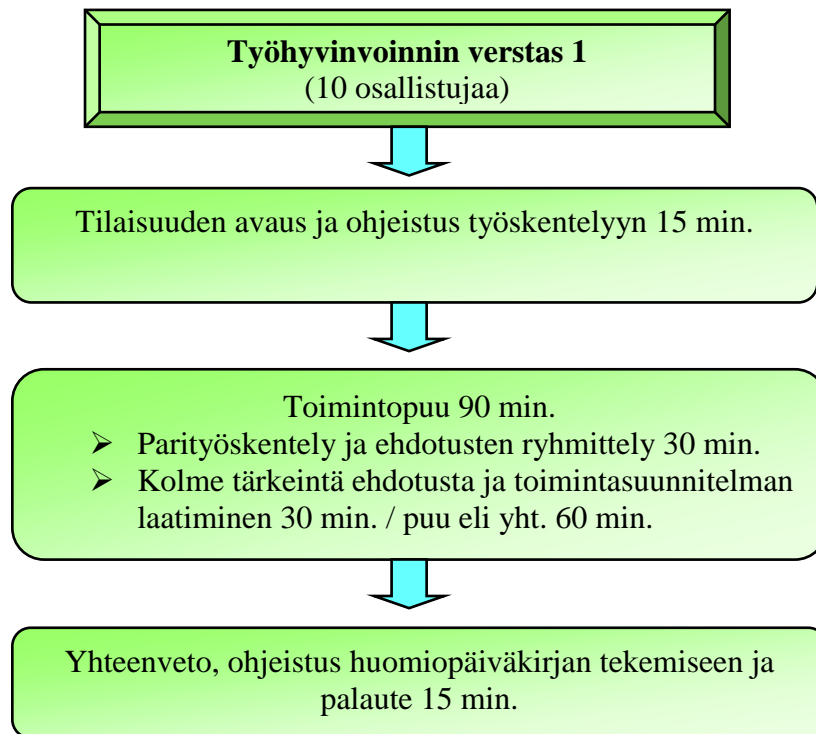 Työhyvinvoinnin verstas 1
(10 osallistujaa)
Tilaisuuden avaus ja ohjeistus työskentelyyn 15 min.
Toimintopuu 90 min.
➢ Parityöskentely ja ehdotusten ryhmittely 30 min.
➢ Kolme tärkeintä ehdotusta ja toimintasuunnitelman
laatiminen 30 min. / puu eli yht. 60 min.
Yhteenveto, ohjeistus huomiopäiväkirjan tekemiseen ja
palaute 15 min.